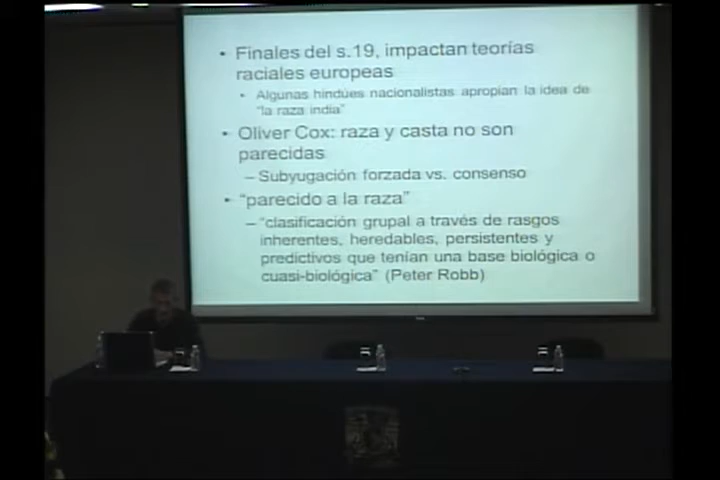 • Finales del s.19, impactan teorías
raciales europeas
• Algunas hindúes nacionalistas apropian la idea de
"la raza india"
• Oliver Cox: raza y casta no son
parecidas
– Subyugación forzada vs. consenso
• "parecido a la raza"
– "clasificación grupal a través de rasgos
inherentes, heredables, persistentes y
predictivos que tenían una base biológica o
cuasi-biológica" (Peter Robb)